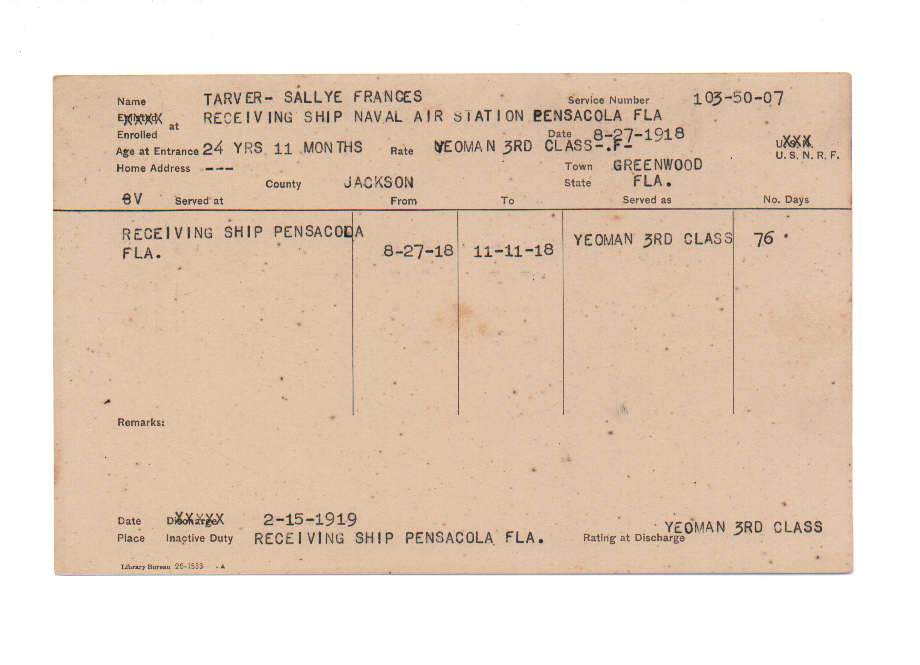 Name TARVER- SALLYE FRANCES Service Number 103-50-07
Enlisted
Enrolled at RECEIVING SHIP NAVAL AIR STATION PENSACOLA FLA Date 8-27-1918
Age at Entrance 24 YRS 11 MONTHS Rate YEOMAN 3RD CLASS-.F- U.S.N.
U. S. N. R. F.
Home Address --- Town GREENWOOD
County JACKSON State FLA.
Served at From To Served as No. Days
RECEIVING SHIP PENSACOLA YEOMAN 3RD CLASS 76
FLA. 8-27-18 11-11-18
Remarks:
Date Discharge 2-15-1919 YEOMAN 3RD CLASS
Place Inactive Duty RECEIVING SHIP PENSACOLA FLA. Rating at Discharge
Library Bureau 26-1533